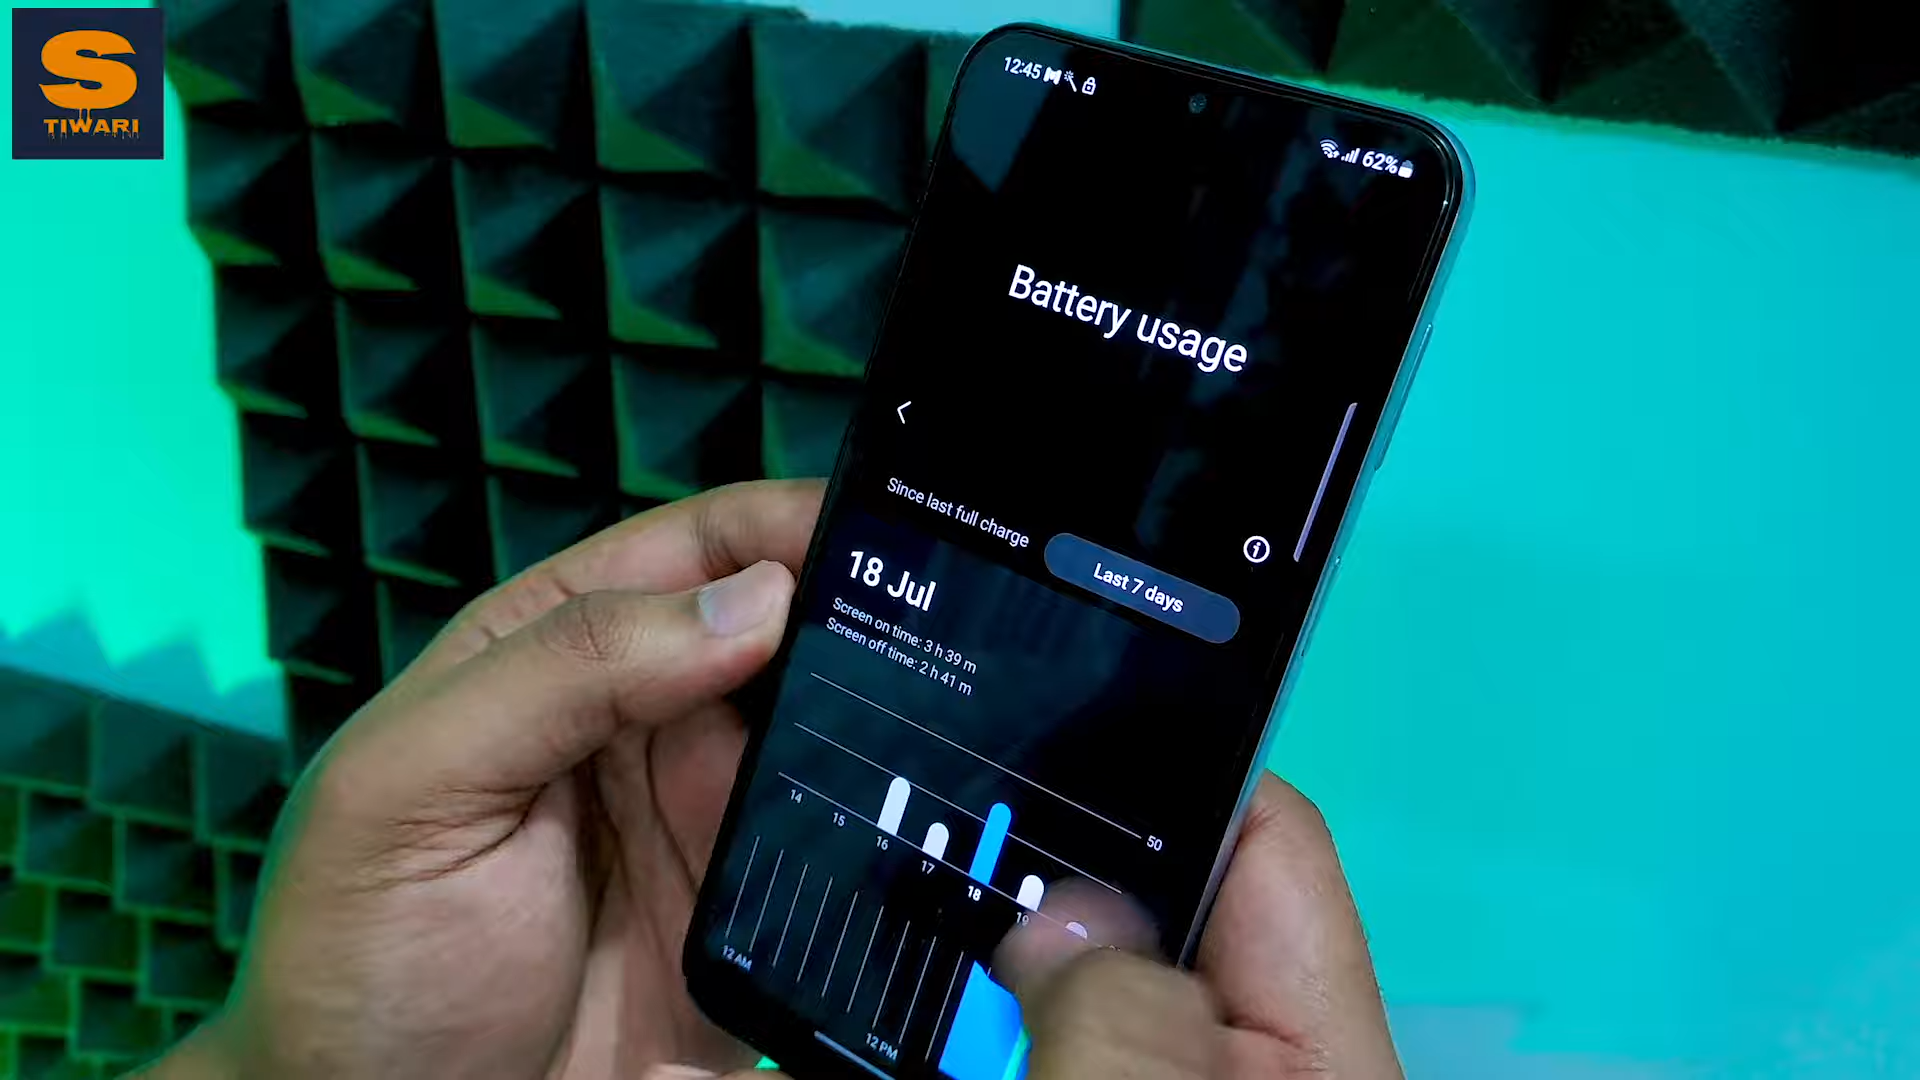 S
TIWARI
12:45
62%
Battery usage
Since last full charge
Last 7 days
18 Jul
Screen on time: 3 h 39 m
Screen off time: 2 h 41 m
50
14
15
16
17
18
19
12 AM
12 PM